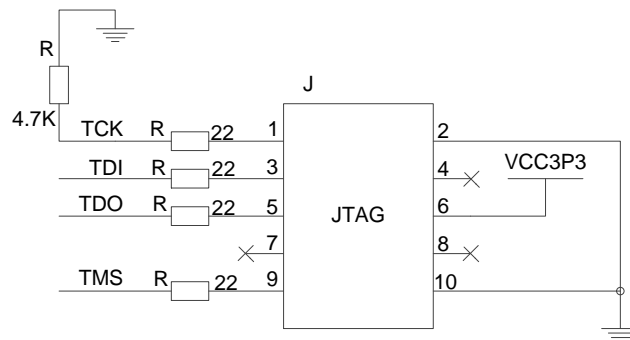 R
J
4.7K
TCK R 22 1
2
TDI R 22 3
4 VCC3P3
TDO R 22 5
JTAG
6
7
8
TMS R 22 9
10